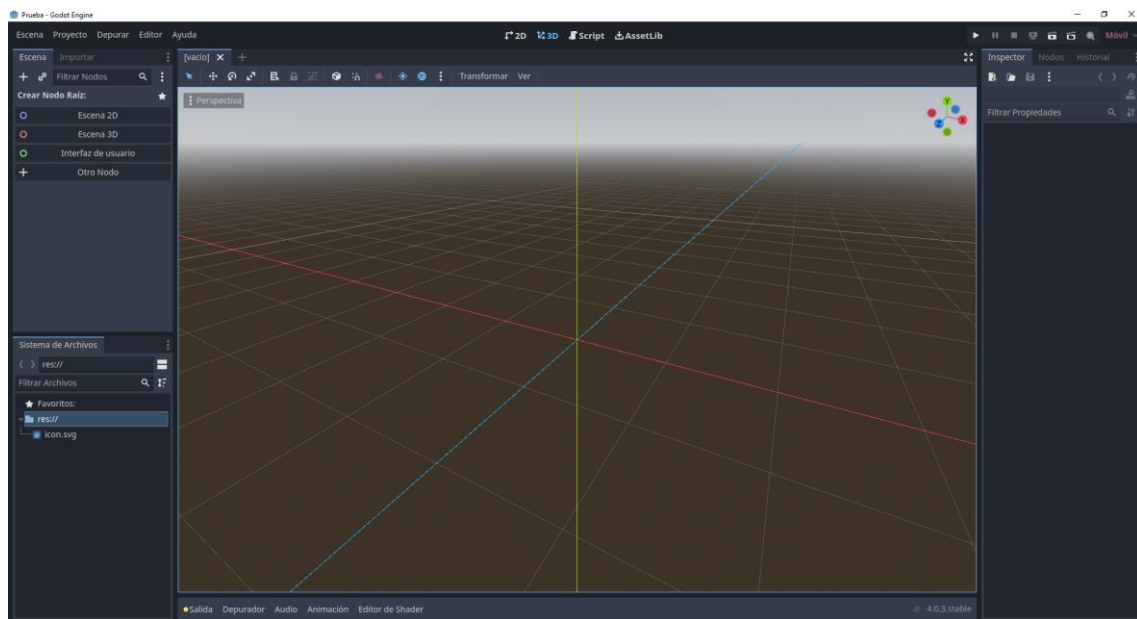 Prueba - Godot Engine
Escena Proyecto Depurar Editor Ayuda
2D 3D Script AssetLib
Móvil
Escena Importar
Filtrar Nodos
Crear Nodo Raíz:
Escena 2D
Escena 3D
Interfaz de usuario
Otro Nodo
Sistema de Archivos
res://
Filtrar Archivos
Favoritos:
res://
icon.svg
[vacío]
Transformar Ver
Perspectiva
Y
X
Z
Salida Depurador Audio Animación Editor de Shader
4.0.3.stable
Inspector Nodos Historial
Filtrar Propiedades